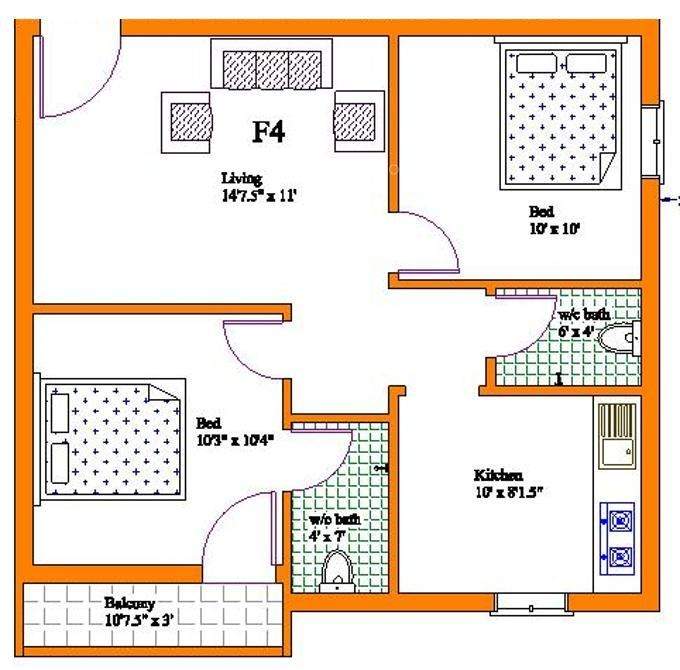 F4
Living
14'7.5" x 11'
Bed
10' x 10'
w/c bath
6' x 4'
Bed
10'3" x 10'4"
Kitchen
10' x 8'1.5"
w/c bath
4' x 7'
Balcony
10'7.5" x 3'